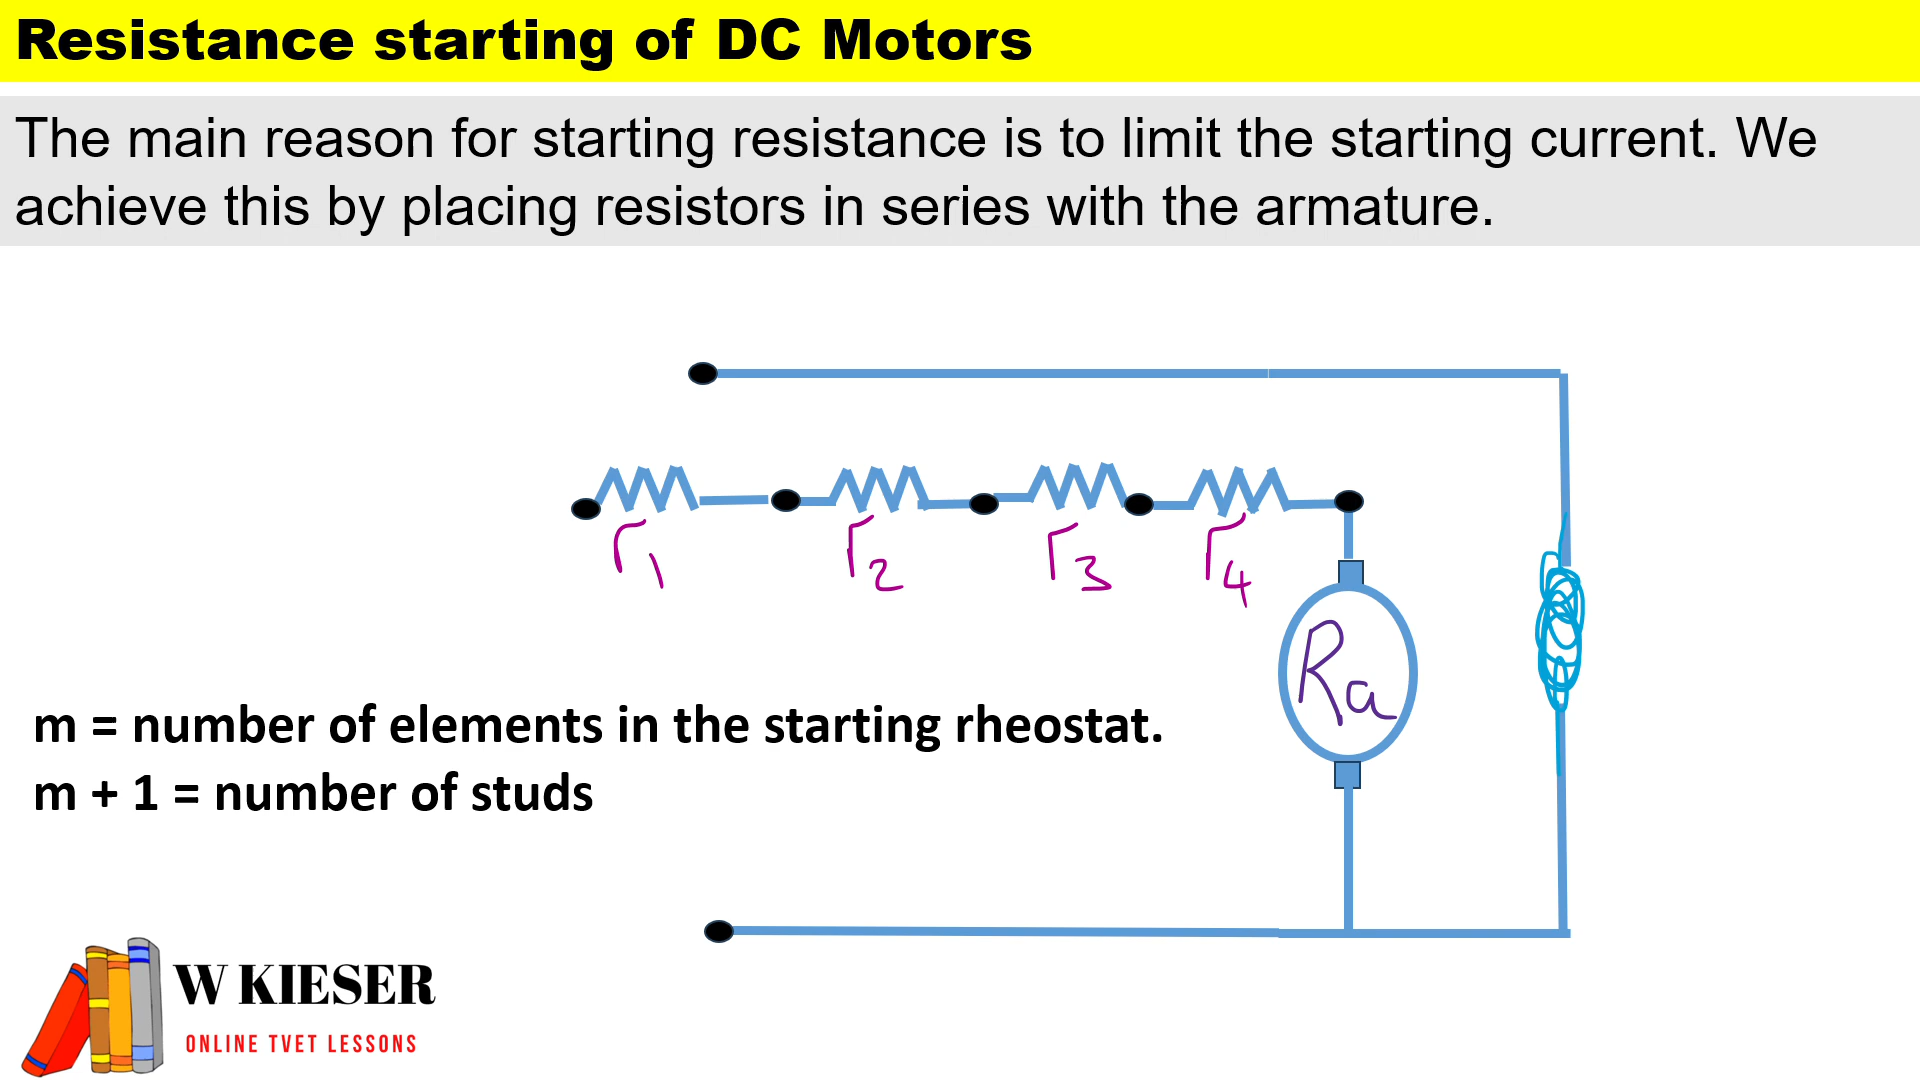 Resistance starting of DC Motors
The main reason for starting resistance is to limit the starting current. We
achieve this by placing resistors in series with the armature.
r1 r2 r3 r4
Ra
m = number of elements in the starting rheostat.
m + 1 = number of studs
W KIESER
ONLINE TVET LESSONS